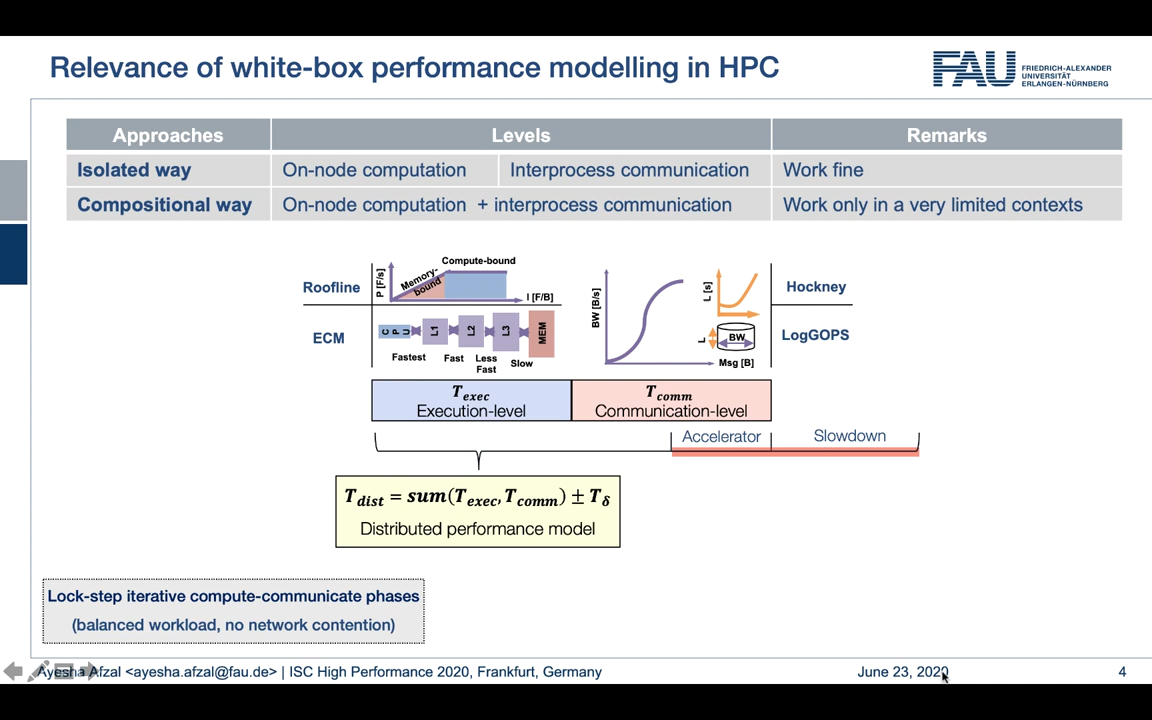 Relevance of white-box performance modelling in HPC
FAU FRIEDRICH-ALEXANDER
UNIVERSITÄT
ERLANGEN-NÜRNBERG
Approaches Levels Remarks
Isolated way On-node computation Interprocess communication Work fine
Compositional way On-node computation + interprocess communication Work only in a very limited contexts
Roofline
ECM
P [F/s]
Memory-
bound
Compute-bound
I [F/B]
CPU L1 L2 L3 MEM
Fastest Fast Less Slow
Fast
BW [B/s]
Msg [B]
L [s]
L BW
Hockney
LogGOPS
T_exec
Execution-level
T_comm
Communication-level
Accelerator Slowdown
T_dist = sum(T_exec, T_comm) ± T_δ
Distributed performance model
Lock-step iterative compute-communicate phases
(balanced workload, no network contention)
Ayesha Afzal <ayesha.afzal@fau.de> | ISC High Performance 2020, Frankfurt, Germany June 23, 2020 4